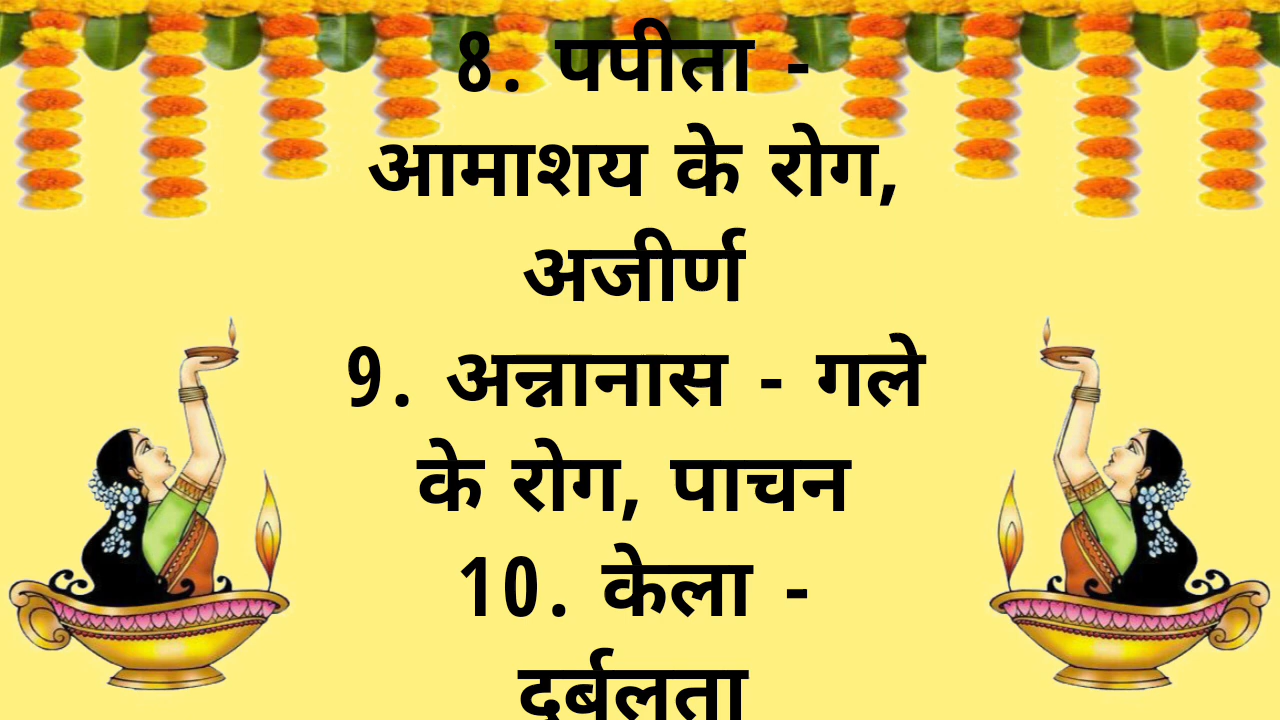 8. पपीता -
आमाशय के रोग,
अजीर्ण
9. अन्नानास - गले
के रोग, पाचन
10. केला -
दुर्बलता